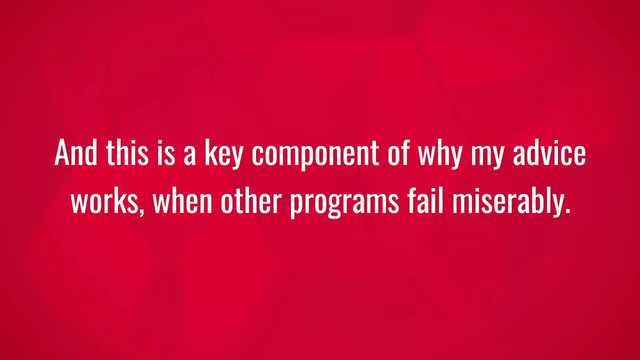 And this is a key component of why my advice
works, when other programs fail miserably.